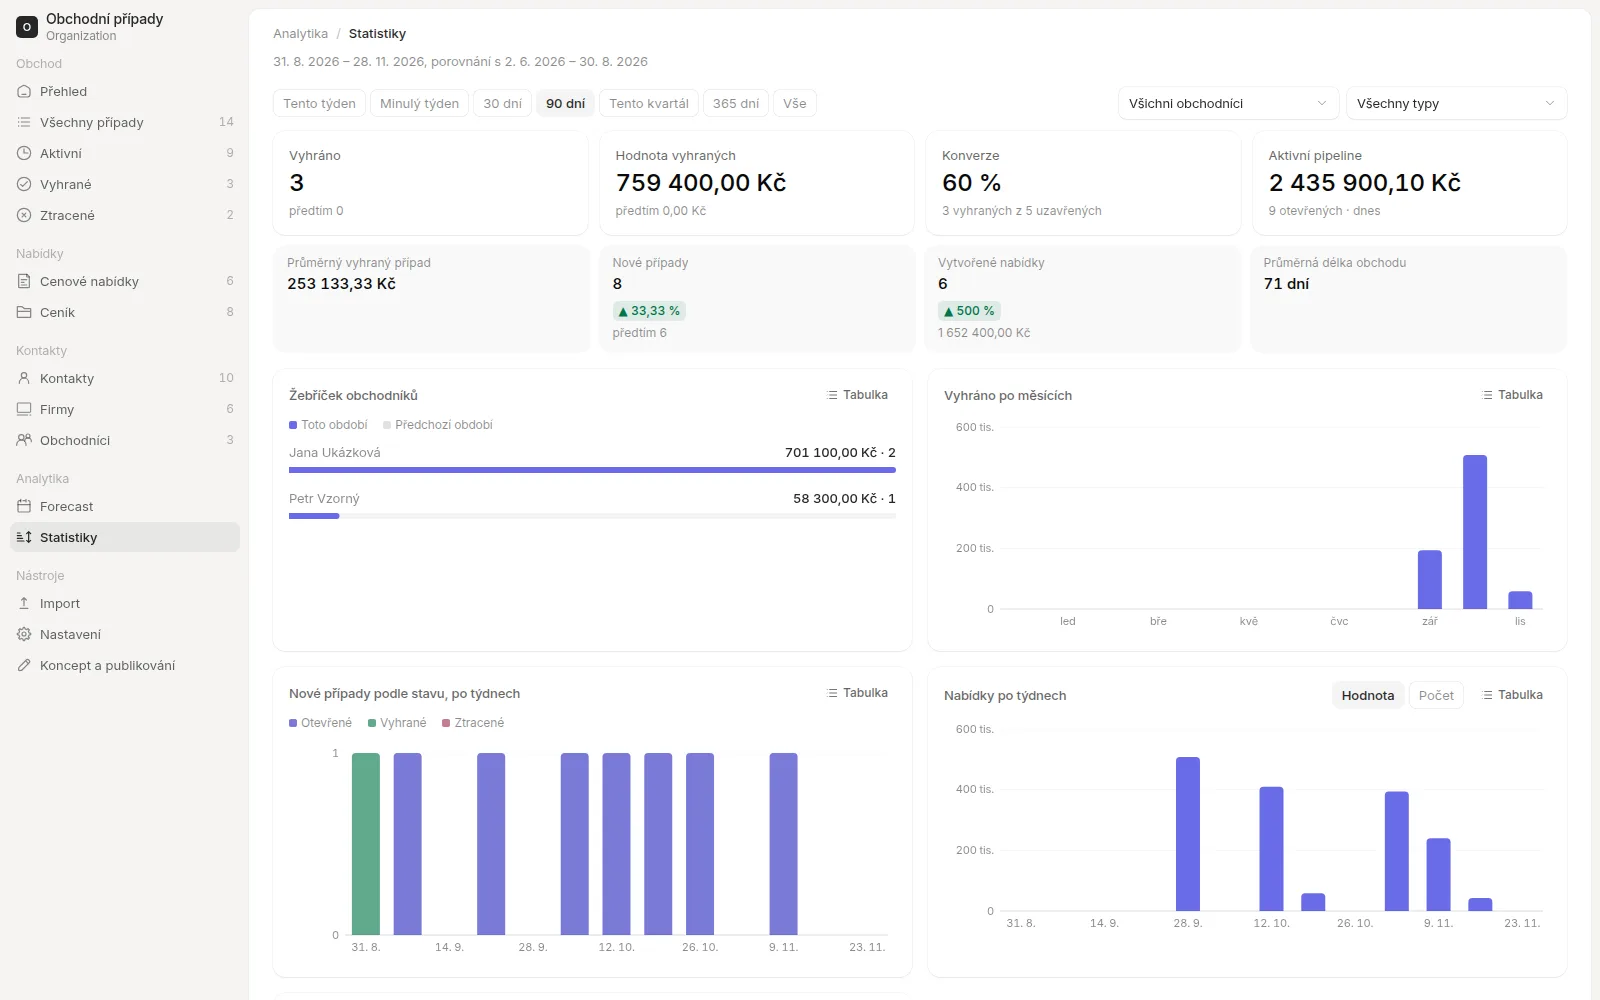 O
Obchodní případy
Organization
Obchod
Přehled
Všechny případy 14
Aktivní 9
Vyhrané 3
Ztracené 2
Nabídky
Cenové nabídky 6
Ceník 8
Kontakty
Kontakty 10
Firmy 6
Obchodníci 3
Analytika
Forecast
Statistiky
Nástroje
Import
Nastavení
Koncept a publikování
Analytika / Statistiky
31. 8. 2026 – 28. 11. 2026, porovnání s 2. 6. 2026 – 30. 8. 2026
Tento týden Minulý týden 30 dní 90 dní Tento kvartál 365 dní Vše
Všichni obchodníci Všechny typy
Vyhráno
3
předtím 0
Hodnota vyhraných
759 400,00 Kč
předtím 0,00 Kč
Konverze
60 %
3 vyhraných z 5 uzavřených
Aktivní pipeline
2 435 900,10 Kč
9 otevřených · dnes
Průměrný vyhraný případ
253 133,33 Kč
Nové případy
8
▲ 33,33 %
předtím 6
Vytvořené nabídky
6
▲ 500 %
1 652 400,00 Kč
Průměrná délka obchodu
71 dní
Žebříček obchodníků Tabulka
Toto období Předchozí období
Jana Ukázková 701 100,00 Kč · 2
Petr Vzorný 58 300,00 Kč · 1
Vyhráno po měsících Tabulka
600 tis.
400 tis.
200 tis.
0
led bře kvě čvc zář lis
Nové případy podle stavu, po týdnech Tabulka
Otevřené Vyhrané Ztracené
1
0
31. 8. 14. 9. 28. 9. 12. 10. 26. 10. 9. 11. 23. 11.
Nabídky po týdnech Hodnota Počet Tabulka
600 tis.
400 tis.
200 tis.
0
31. 8. 14. 9. 28. 9. 12. 10. 26. 10. 9. 11. 23. 11.